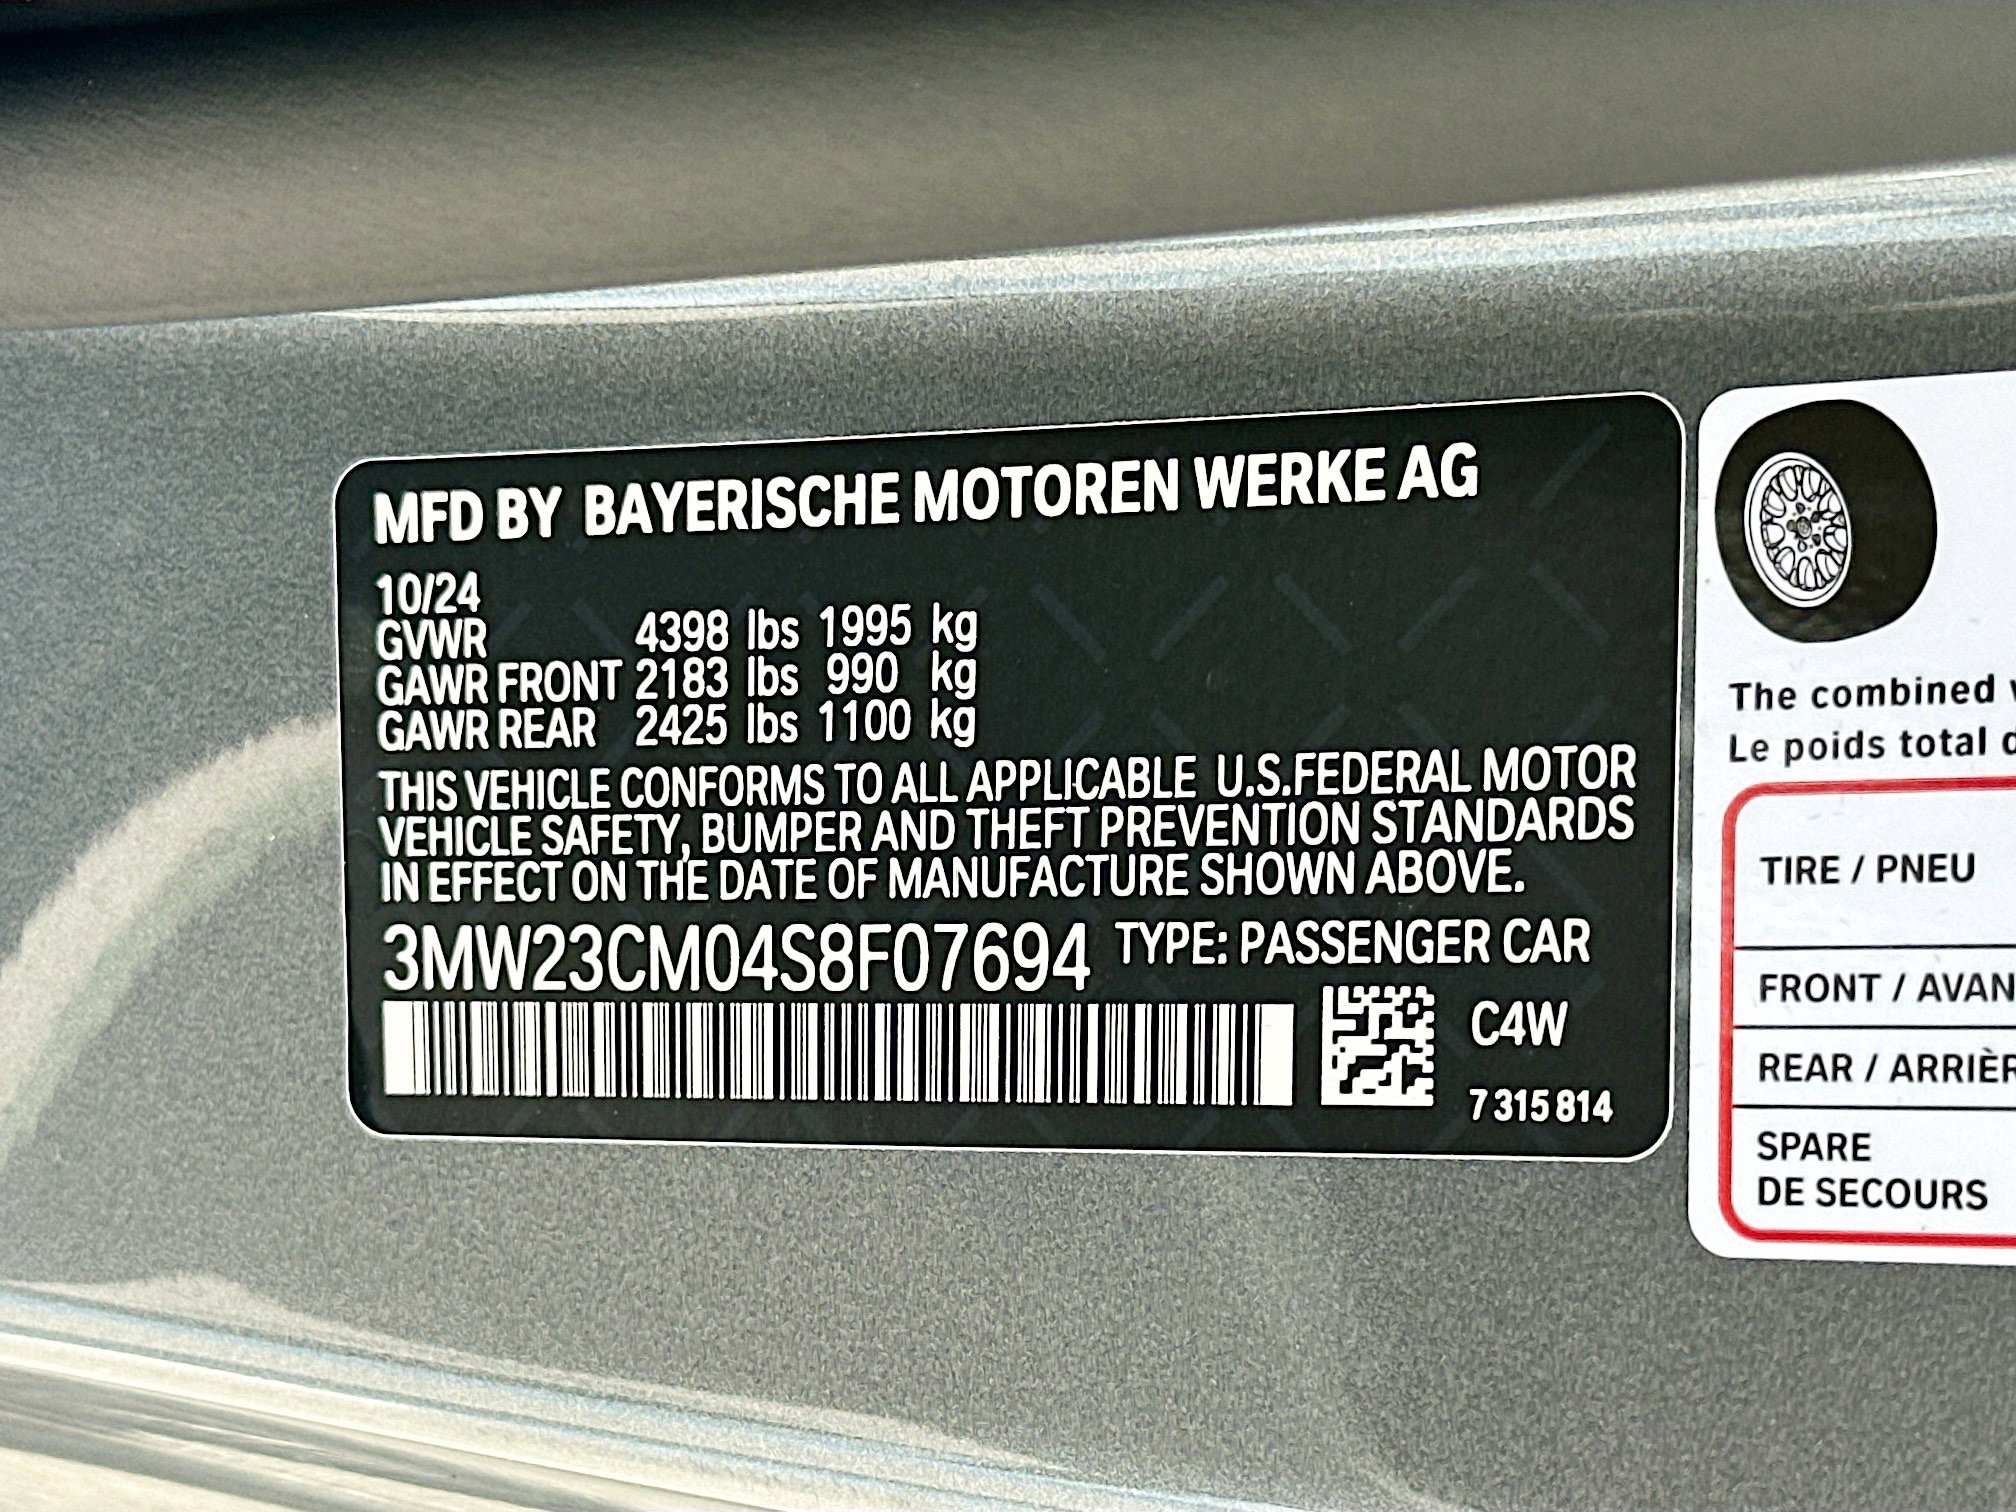 MFD BY BAYERISCHE MOTOREN WERKE AG
10/24
GVWR 4398 lbs 1995 kg
GAWR FRONT 2183 lbs 990 kg
GAWR REAR 2425 lbs 1100 kg
THIS VEHICLE CONFORMS TO ALL APPLICABLE U.S.FEDERAL MOTOR
VEHICLE SAFETY, BUMPER AND THEFT PREVENTION STANDARDS
IN EFFECT ON THE DATE OF MANUFACTURE SHOWN ABOVE.
3MW23CM04S8F07694 TYPE: PASSENGER CAR
C4W
7 315 814
The combined
Le poids total
TIRE / PNEU
FRONT / AVAN
REAR / ARRIÈR
SPARE
DE SECOURS